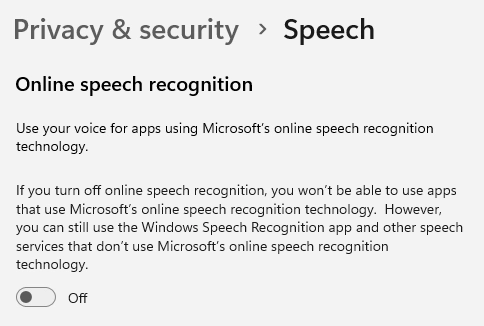 Privacy & security > Speech
Online speech recognition
Use your voice for apps using Microsoft's online speech recognition
technology.
If you turn off online speech recognition, you won't be able to use apps
that use Microsoft's online speech recognition technology.  However,
you can still use the Windows Speech Recognition app and other speech
services that don't use Microsoft's online speech recognition
technology.
Off